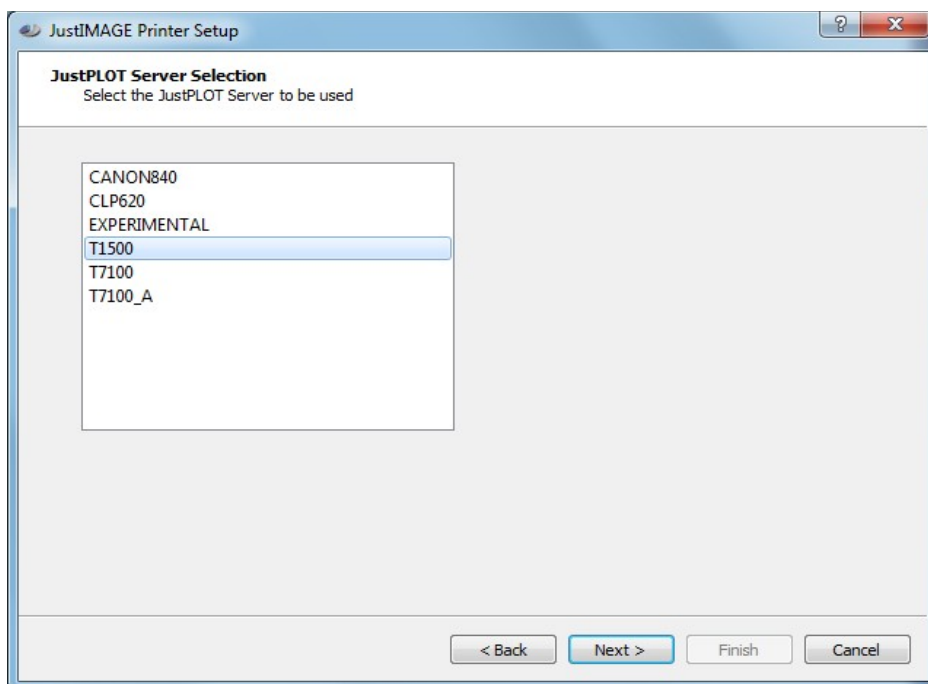 JustIMAGE Printer Setup
?
JustPLOT Server Selection
Select the JustPLOT Server to be used
CANON840
CLP620
EXPERIMENTAL
T1500
T7100
T7100_A
< Back
Next >
Finish
Cancel